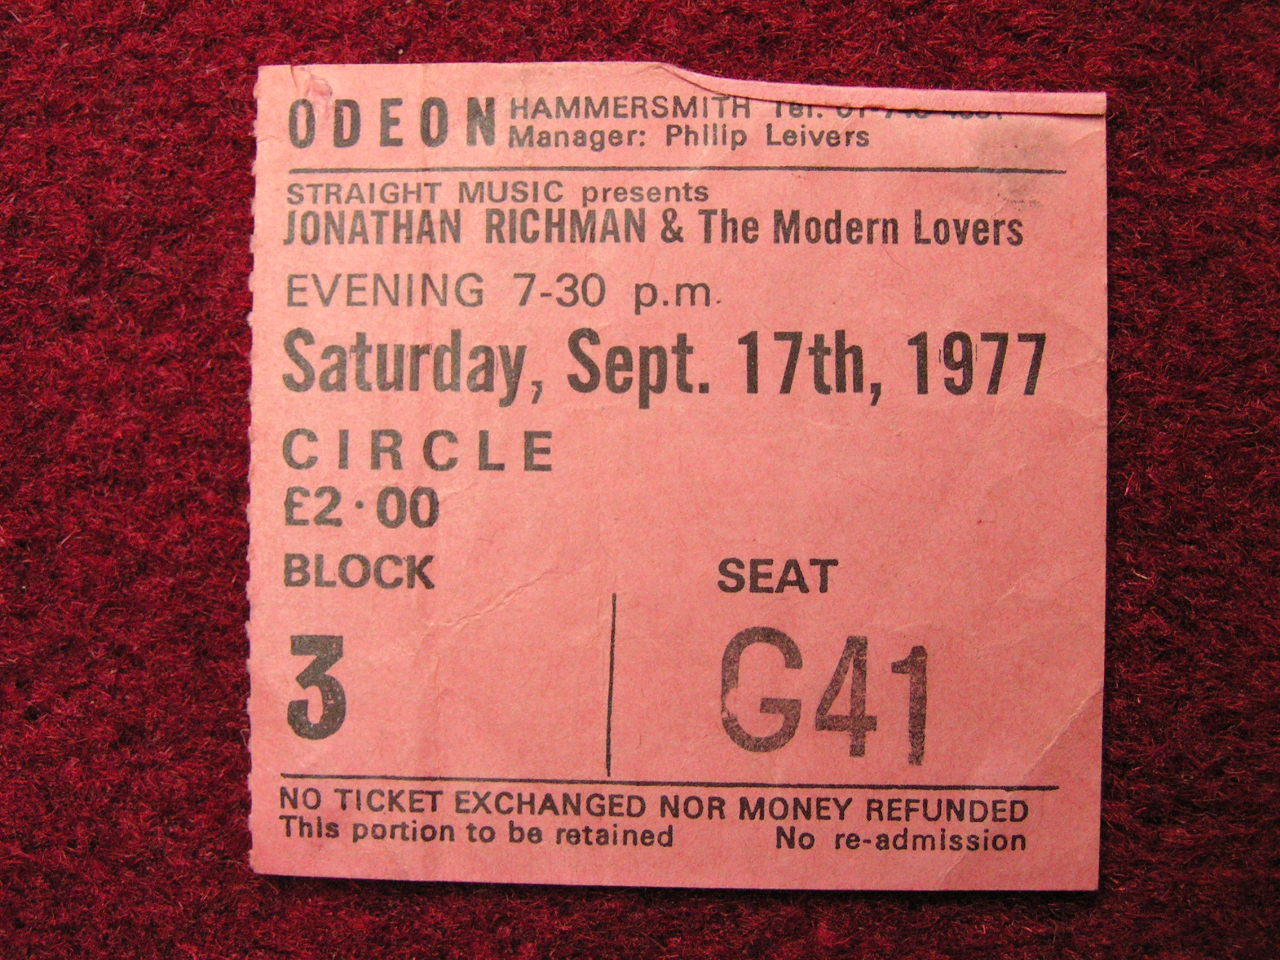 ODEON HAMMERSMITH Tel.
Manager: Philip Leivers
STRAIGHT MUSIC presents
JONATHAN RICHMAN & The Modern Lovers
EVENING 7-30 p.m.
Saturday, Sept. 17th, 1977
CIRCLE
£2·00
BLOCK SEAT
3 G41
NO TICKET EXCHANGED NOR MONEY REFUNDED
This portion to be retained No re-admission